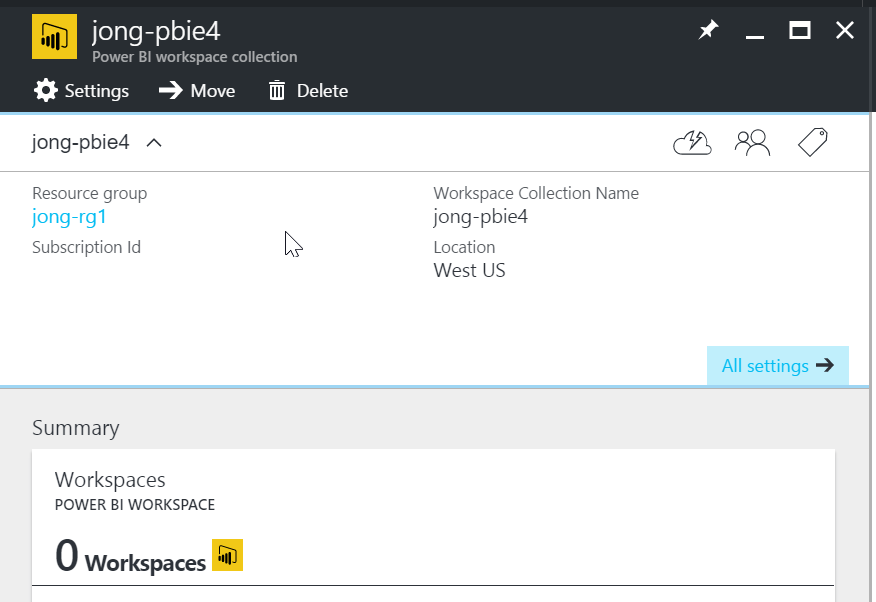 jong-pbie4
Power BI workspace collection
Settings Move Delete
jong-pbie4
Resource group
jong-rg1
Subscription Id
Workspace Collection Name
jong-pbie4
Location
West US
All settings
Summary
Workspaces
POWER BI WORKSPACE
0 Workspaces